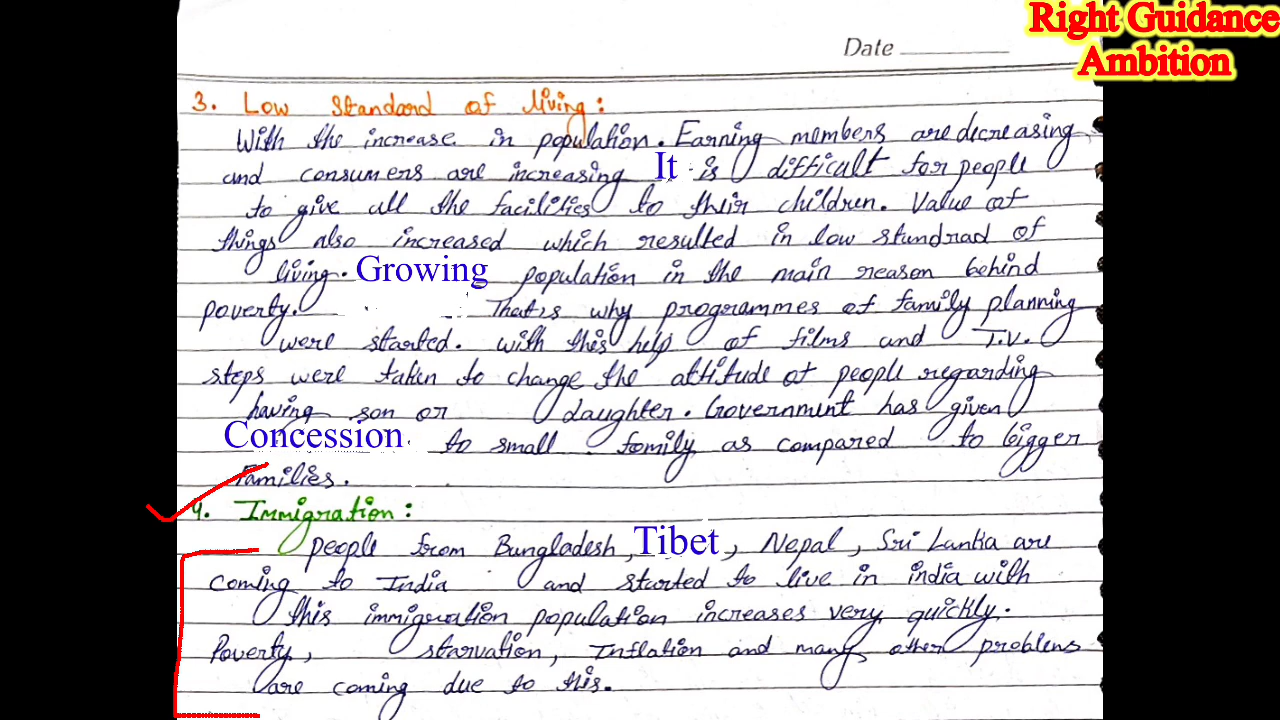 Right Guidance
Ambition
Date
3. Low Standard of living:
With the increase in population. Earning members are decreasing
and consumers are increasing It is difficult for people
to give all the facilities to their children. Value of
things also increased which resulted in low standrad of
living. Growing population in the main reason behind
poverty. That is why programmes of family planning
were started. With this help of films and T.V.
steps were taken to change the attitude of people regarding
having son or daughter. Government has given
Concession to small family as compared to bigger
families.
4. Immigration:
people from Bangladesh, Tibet, Nepal, Sri Lanka are
coming to India and started to live in india with
this immigration population increases very quickly.
Poverty, starvation, Inflation and many other problems
are coming due to this.